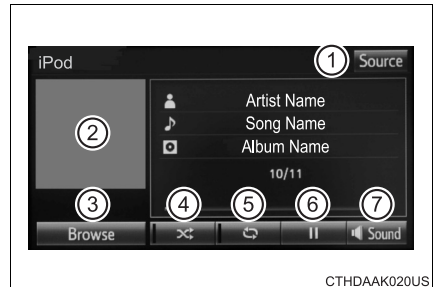 1
iPod
Source
2
Artist Name
Song Name
Album Name
10/11
3
4
5
6
7
Browse
Sound
CTHDAAK020US